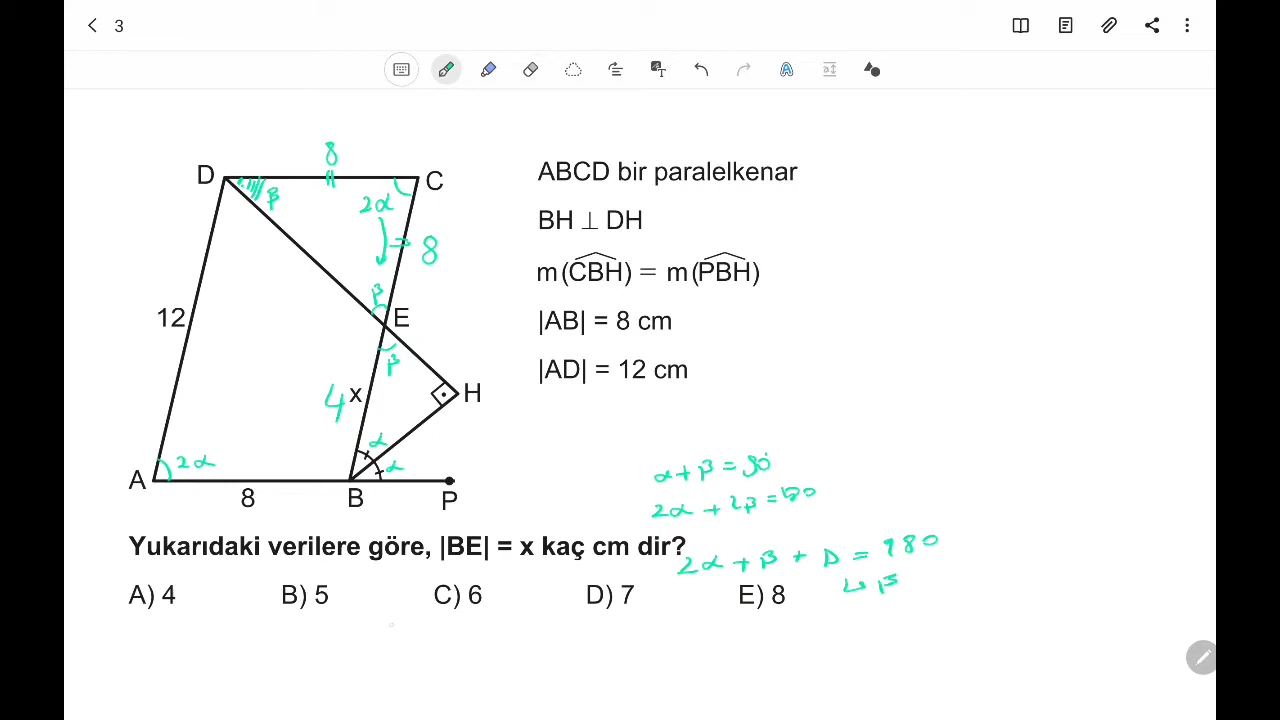 3
8
D
C
β
2α
= 8
β
12
E
β
4
x
H
α
A
2α
α
8
B
P
ABCD bir paralelkenar
BH ⊥ DH
m(CBH) = m(PBH)
|AB| = 8 cm
|AD| = 12 cm
α + β = 90
2α + 2β = 180
2α + β + D = 180
↳ β
Yukarıdaki verilere göre, |BE| = x kaç cm dir?
A) 4 B) 5 C) 6 D) 7 E) 8